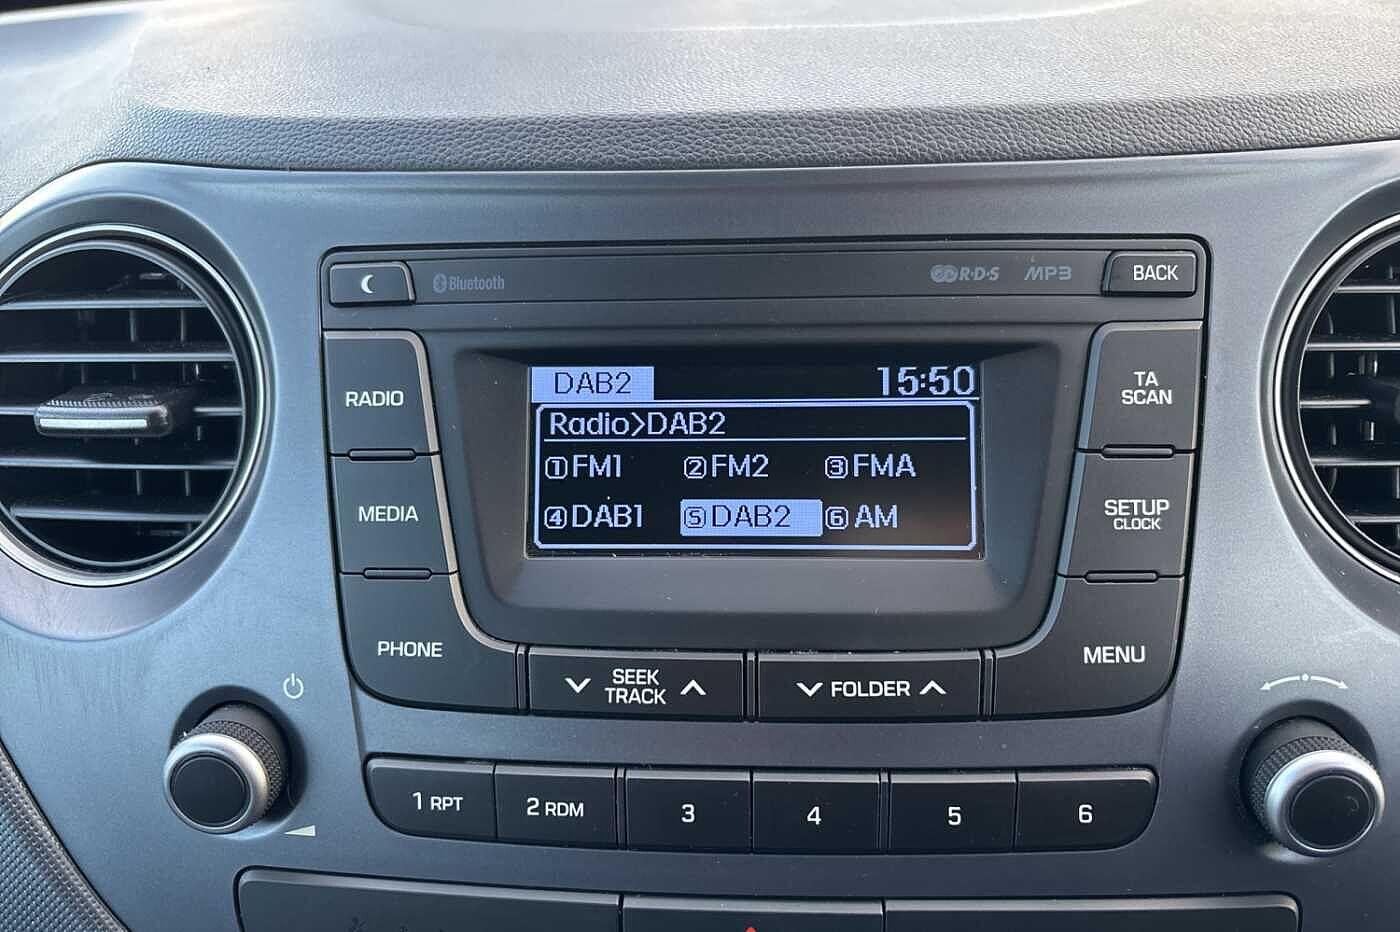 Bluetooth
R·D·S MP3
BACK
RADIO
MEDIA
PHONE
DAB2 15:50
Radio>DAB2
①FM1 ②FM2 ③FMA
④DAB1 ⑤DAB2 ⑥AM
TA
SCAN
SETUP
CLOCK
MENU
SEEK
TRACK
FOLDER
1 RPT 2 RDM 3 4 5 6